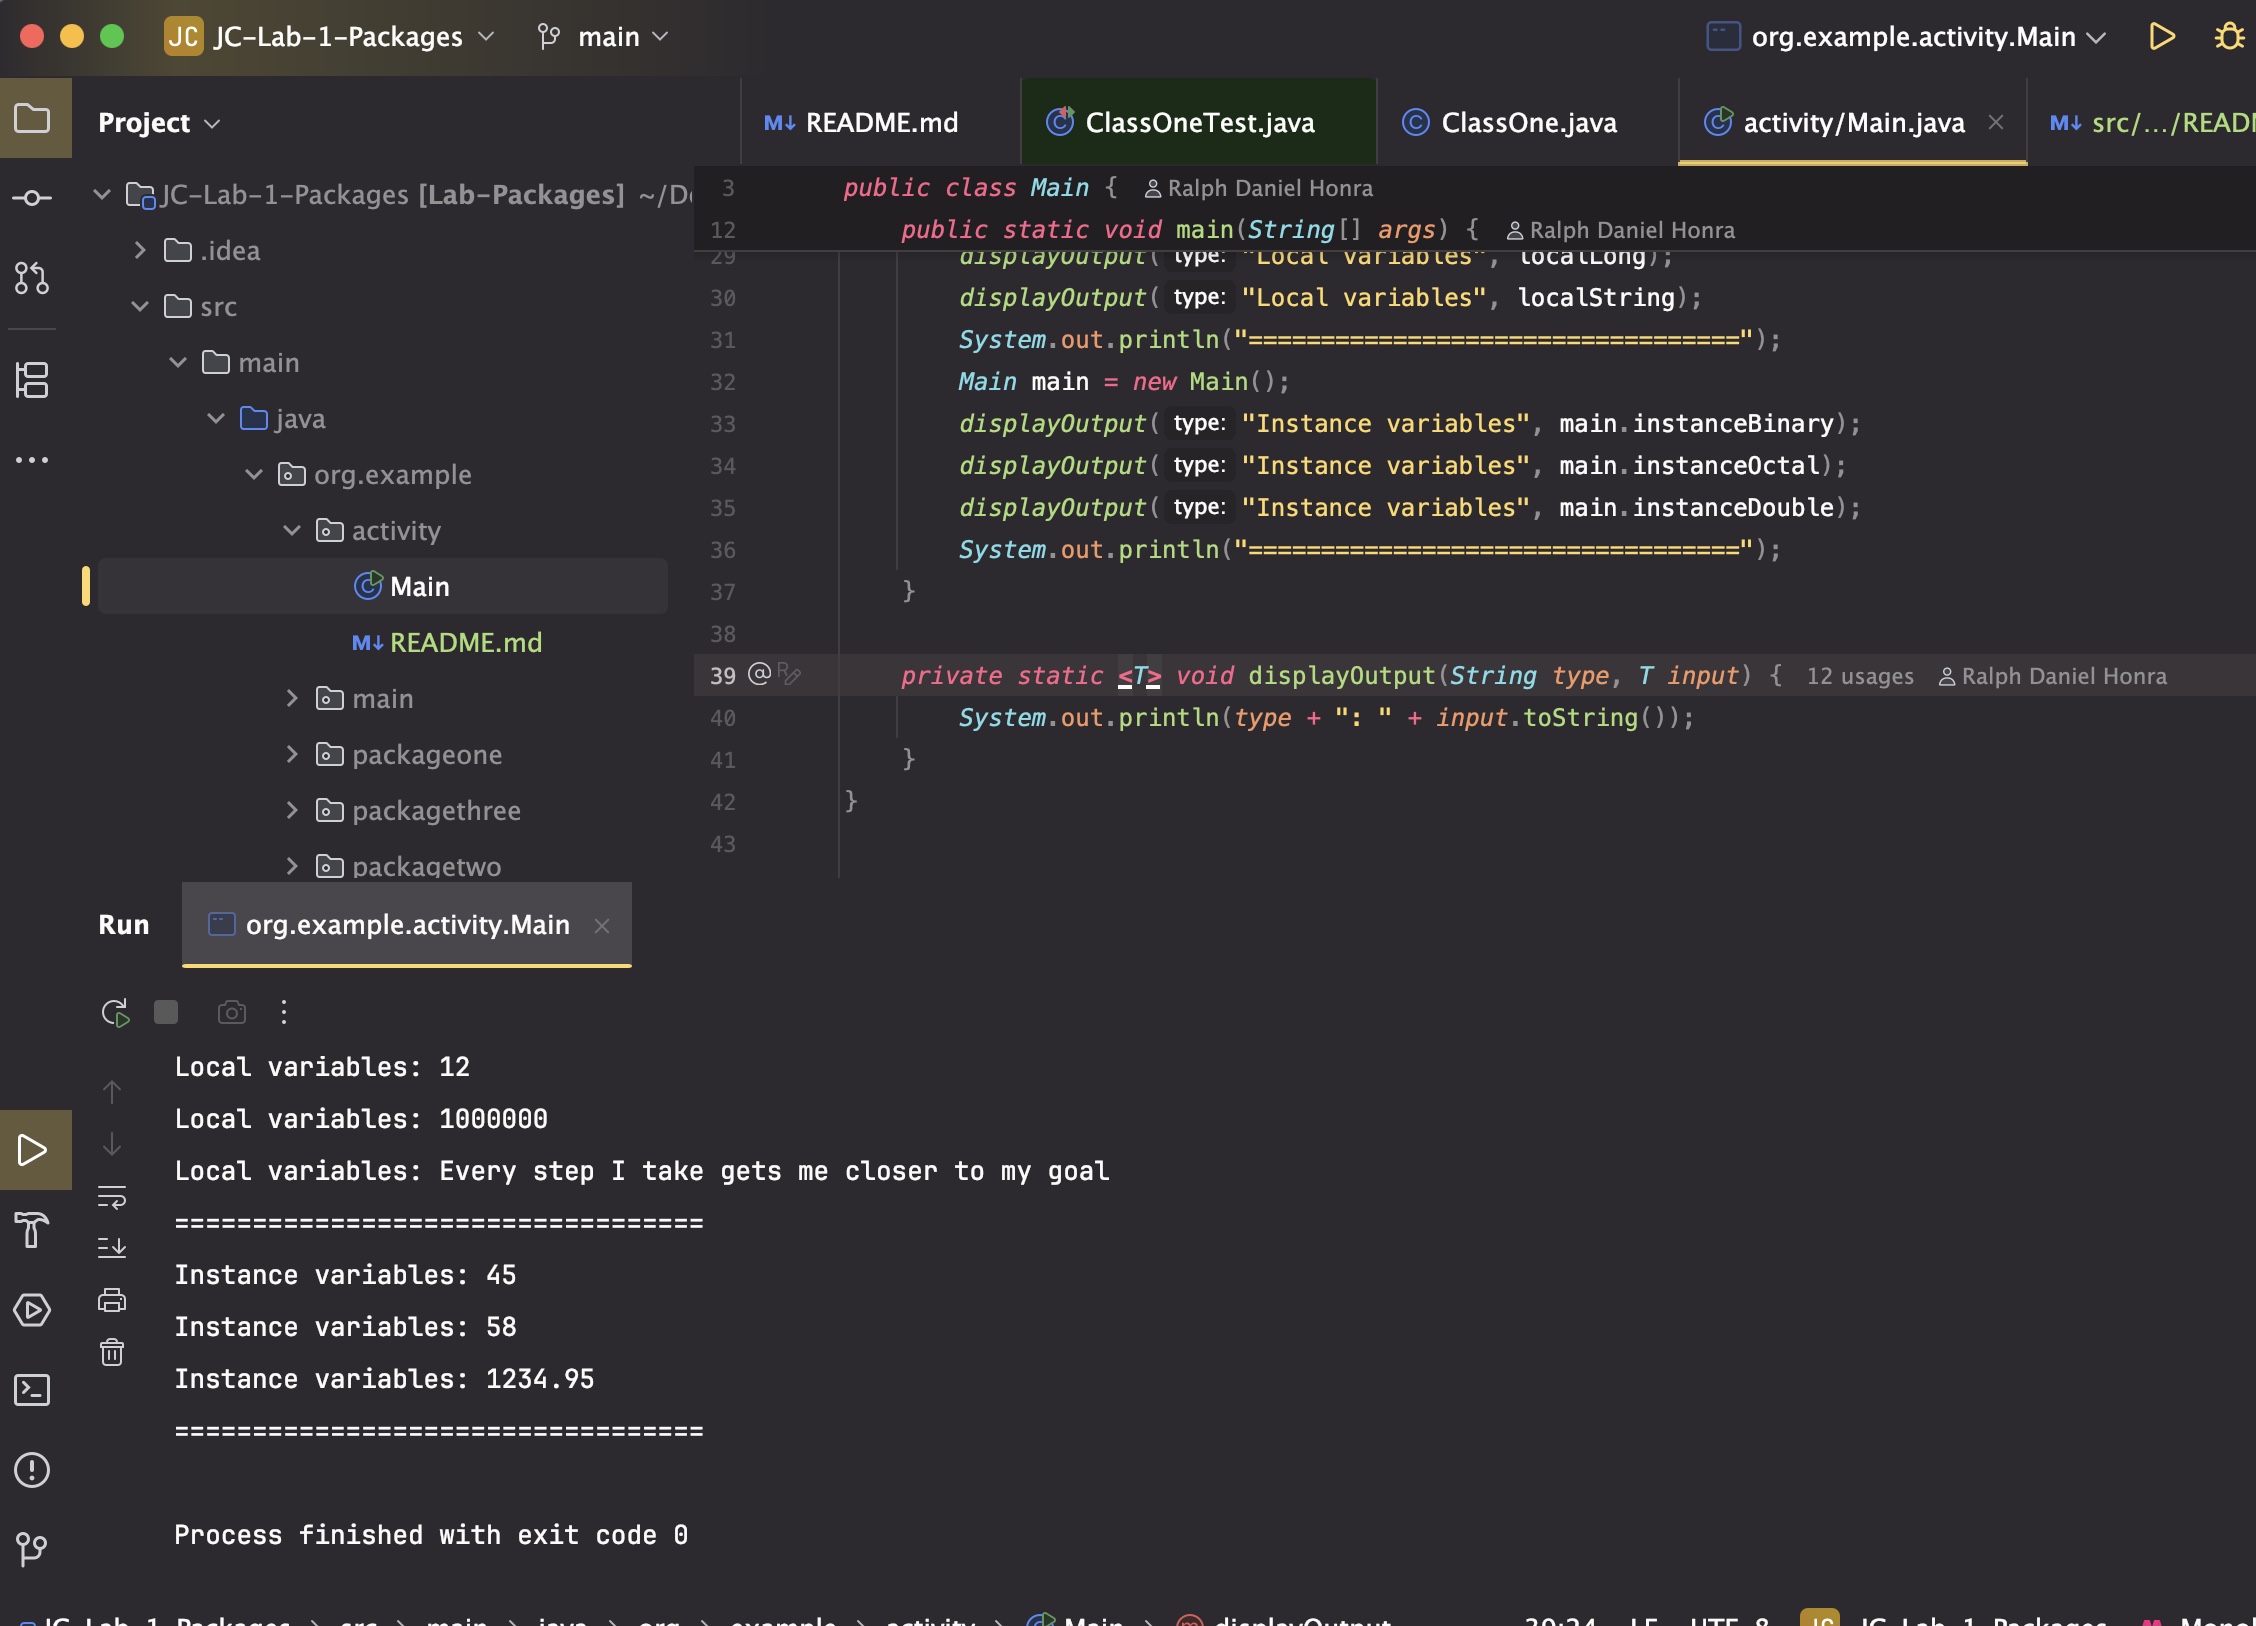 JC JC-Lab-1-Packages main org.example.activity.Main
Project
README.md ClassOneTest.java ClassOne.java activity/Main.java src/.../READ
JC-Lab-1-Packages [Lab-Packages]
.idea
src
main
java
org.example
activity
Main
README.md
main
packageone
packagethree
packagetwo
3 public class Main { Ralph Daniel Honra
12 public static void main(String[] args) { Ralph Daniel Honra
29 displayOutput( type: "Local variables", localLong);
30 displayOutput( type: "Local variables", localString);
31 System.out.println("==================================");
32 Main main = new Main();
33 displayOutput( type: "Instance variables", main.instanceBinary);
34 displayOutput( type: "Instance variables", main.instanceOctal);
35 displayOutput( type: "Instance variables", main.instanceDouble);
36 System.out.println("==================================");
37 }
38
39 private static <T> void displayOutput(String type, T input) { 12 usages Ralph Daniel Honra
40 System.out.println(type + ": " + input.toString());
41 }
42 }
43
Run org.example.activity.Main
Local variables: 12
Local variables: 1000000
Local variables: Every step I take gets me closer to my goal
==================================
Instance variables: 45
Instance variables: 58
Instance variables: 1234.95
==================================
Process finished with exit code 0
JC-Lab-1-Packages src main java org example activity Main displayOutput 39:24 LF UTF-8 JC JC-Lab-1-Packages